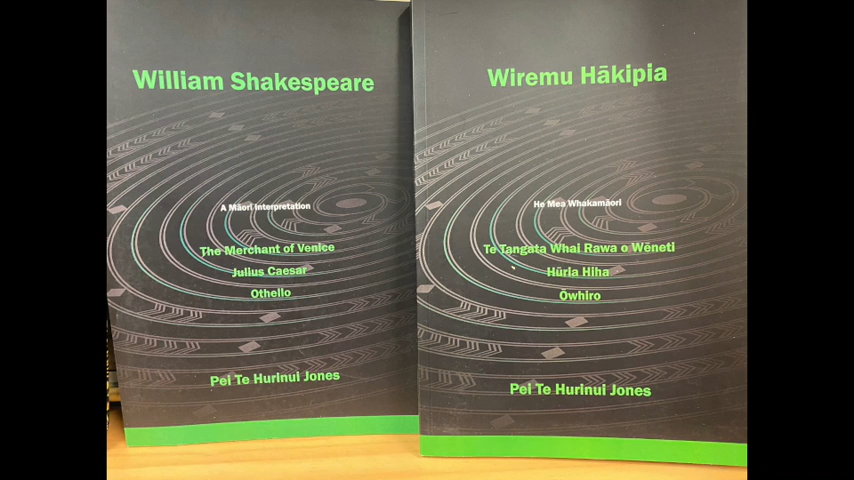 William Shakespeare
A Māori Interpretation
The Merchant of Venice
Julius Caesar
Othello
Pei Te Hurinui Jones
Wiremu Hākipia
He Mea Whakamāori
Te Tangata Whai Rawa o Wēneti
Hūria Hiha
Ōwhiro
Pei Te Hurinui Jones